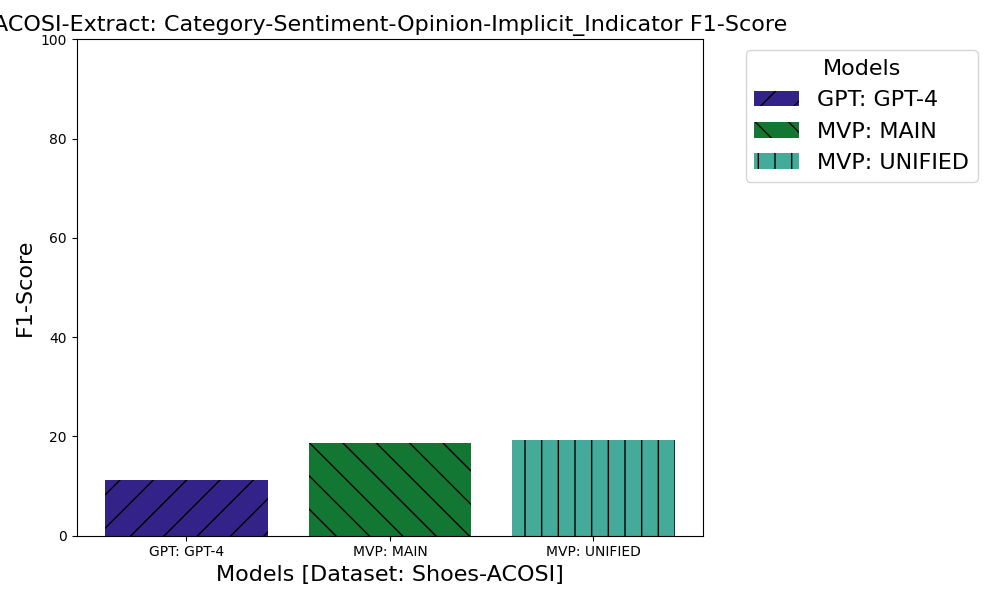 ACOSI-Extract: Category-Sentiment-Opinion-Implicit_Indicator F1-Score
100
80
60
40
20
0
F1-Score
GPT: GPT-4
MVP: MAIN
MVP: UNIFIED
Models [Dataset: Shoes-ACOSI]
Models
GPT: GPT-4
MVP: MAIN
MVP: UNIFIED